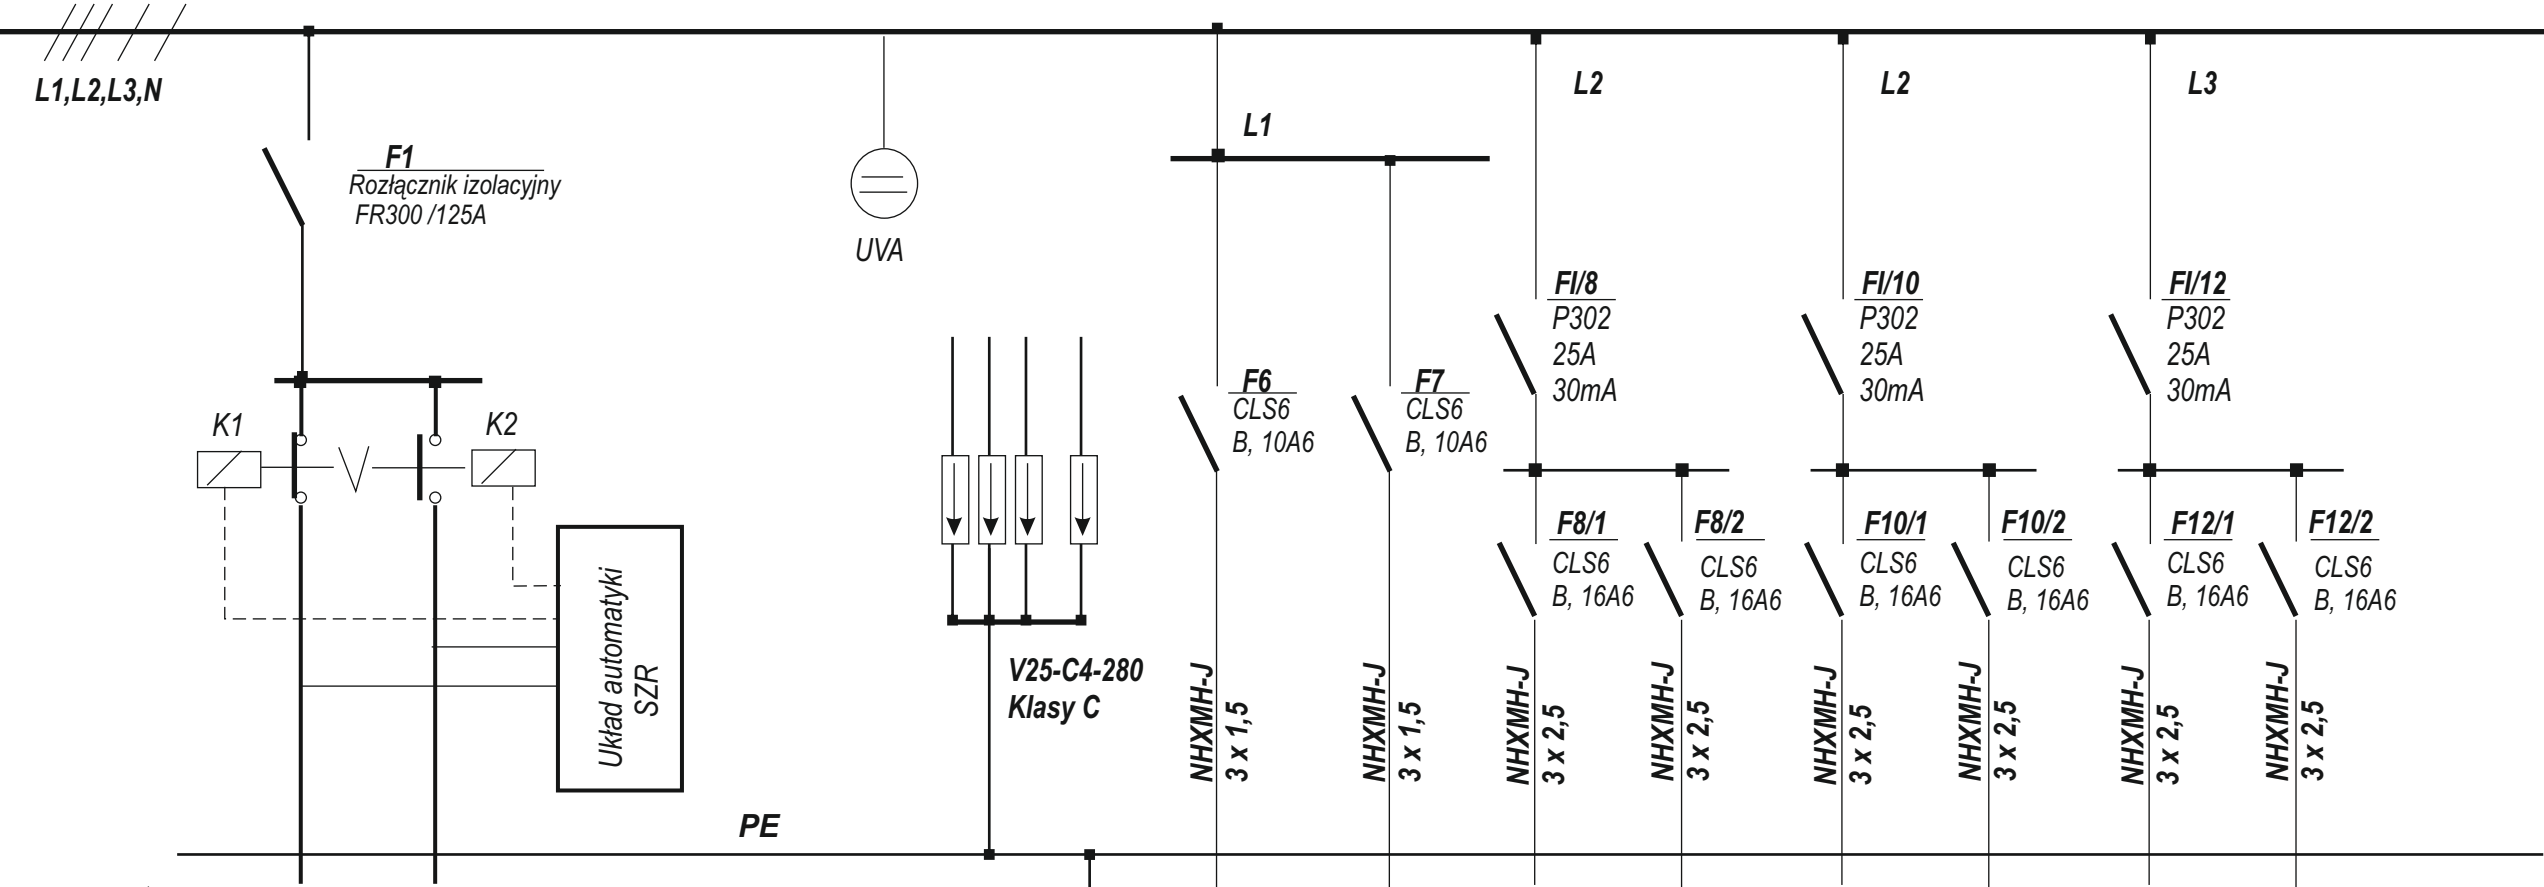 L1,L2,L3,N
F1
Rozłącznik izolacyjny
FR300 /125A
K1
K2
Układ automatyki
SZR
UVA
V25-C4-280
Klasy C
PE
L1
F6
CLS6
B, 10A6
NHXMH-J
3 x 1,5
F7
CLS6
B, 10A6
NHXMH-J
3 x 1,5
L2
FI/8
P302
25A
30mA
F8/1
CLS6
B, 16A6
NHXMH-J
3 x 2,5
F8/2
CLS6
B, 16A6
NHXMH-J
3 x 2,5
L2
FI/10
P302
25A
30mA
F10/1
CLS6
B, 16A6
NHXMH-J
3 x 2,5
F10/2
CLS6
B, 16A6
NHXMH-J
3 x 2,5
L3
FI/12
P302
25A
30mA
F12/1
CLS6
B, 16A6
NHXMH-J
3 x 2,5
F12/2
CLS6
B, 16A6
NHXMH-J
3 x 2,5